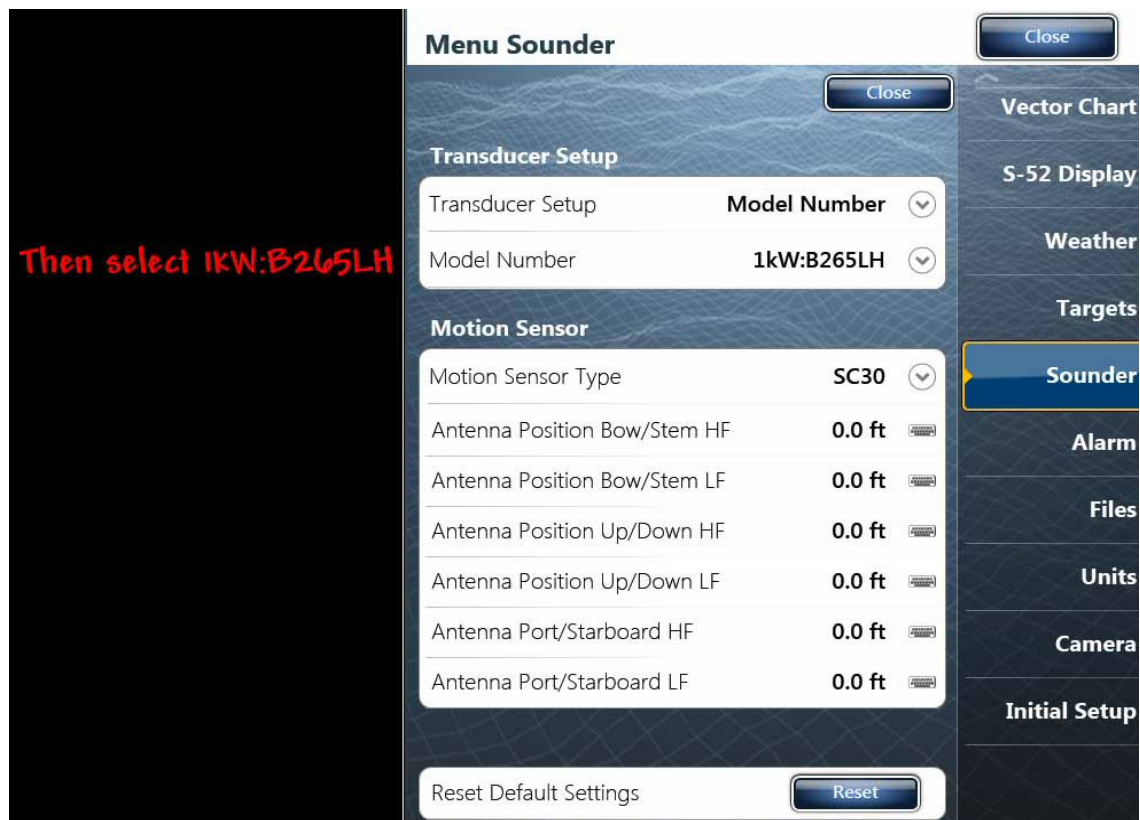 Menu Sounder
Close
Close
Transducer Setup
Transducer Setup Model Number
Then select 1KW:B265LH
Model Number 1kW:B265LH
Motion Sensor
Motion Sensor Type SC30
Antenna Position Bow/Stem HF 0.0 ft
Antenna Position Bow/Stem LF 0.0 ft
Antenna Position Up/Down HF 0.0 ft
Antenna Position Up/Down LF 0.0 ft
Antenna Port/Starboard HF 0.0 ft
Antenna Port/Starboard LF 0.0 ft
Reset Default Settings Reset
Vector Chart
S-52 Display
Weather
Targets
Sounder
Alarm
Files
Units
Camera
Initial Setup